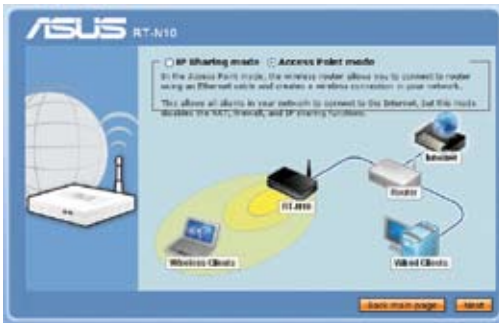 ASUS RT-N10
IP Sharing mode Access Point mode
In the Access Point mode, the wireless router allows you to connect to router
using an Ethernet cable and creates a wireless connection in your network.
This allows all clients in your network to connect to the Internet, but this mode
disables the NAT, firewall, and IP sharing functions.
Internet
Router
RT-N10
Wireless Clients
Wired Clients
Back main page Next